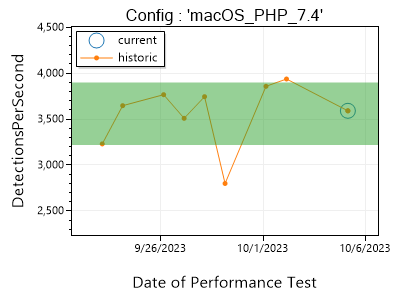 Config : 'macOS_PHP_7.4'
current
historic
DetectionsPerSecond
4,500
4,000
3,500
3,000
2,500
9/26/2023
10/1/2023
10/6/2023
Date of Performance Test